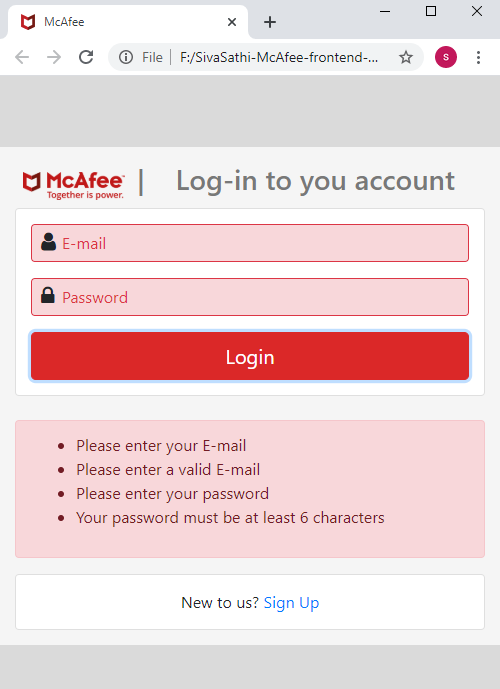 McAfee
File | F:/SivaSathi-McAfee-frontend-...
S
McAfee™ | Log-in to you account
Together is power.
E-mail
Password
Login
Please enter your E-mail
Please enter a valid E-mail
Please enter your password
Your password must be at least 6 characters
New to us? Sign Up